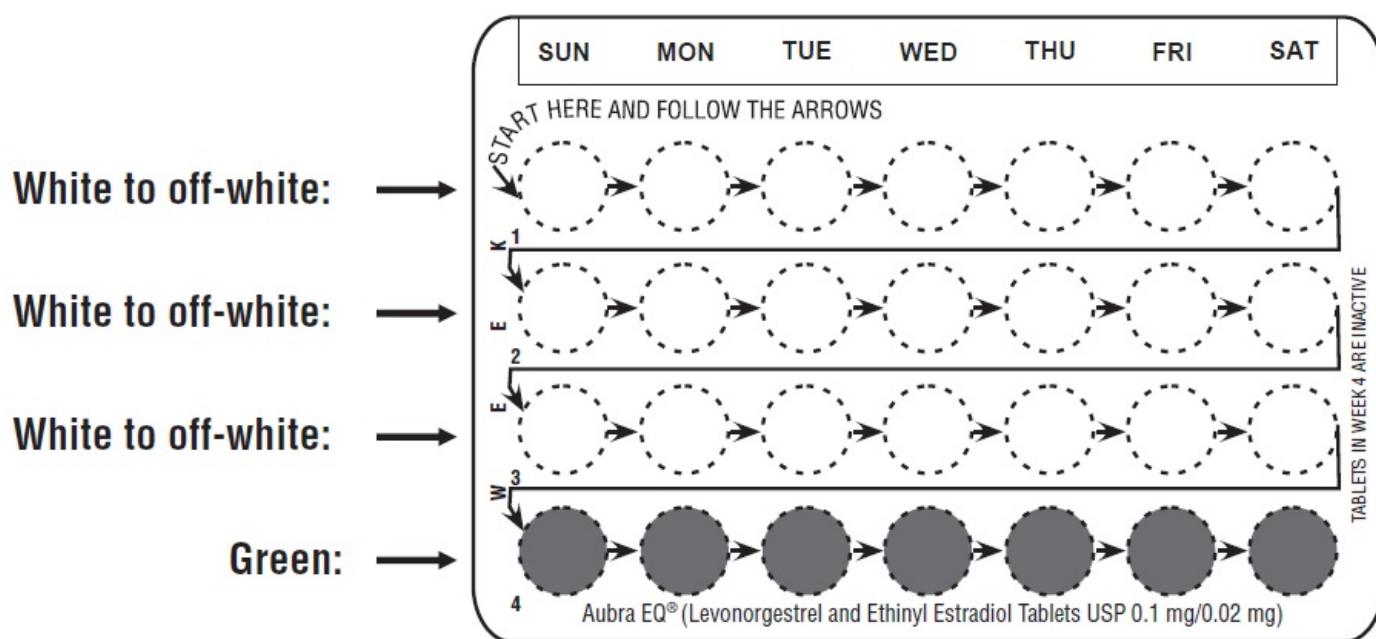 SUN MON TUE WED THU FRI SAT
START HERE AND FOLLOW THE ARROWS
White to off-white:
1
White to off-white:
2
White to off-white:
3
Green:
4
WEEK
TABLETS IN WEEK 4 ARE INACTIVE
Aubra EQ® (Levonorgestrel and Ethinyl Estradiol Tablets USP 0.1 mg/0.02 mg)